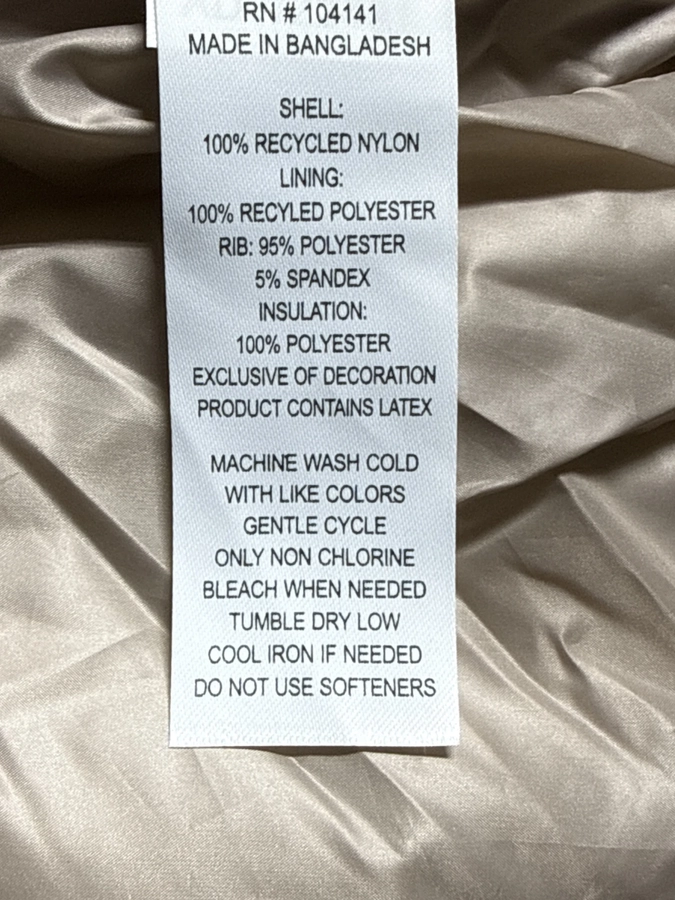 RN # 104141
MADE IN BANGLADESH
SHELL:
100% RECYCLED NYLON
LINING:
100% RECYLED POLYESTER
RIB: 95% POLYESTER
5% SPANDEX
INSULATION:
100% POLYESTER
EXCLUSIVE OF DECORATION
PRODUCT CONTAINS LATEX
MACHINE WASH COLD
WITH LIKE COLORS
GENTLE CYCLE
ONLY NON CHLORINE
BLEACH WHEN NEEDED
TUMBLE DRY LOW
COOL IRON IF NEEDED
DO NOT USE SOFTENERS